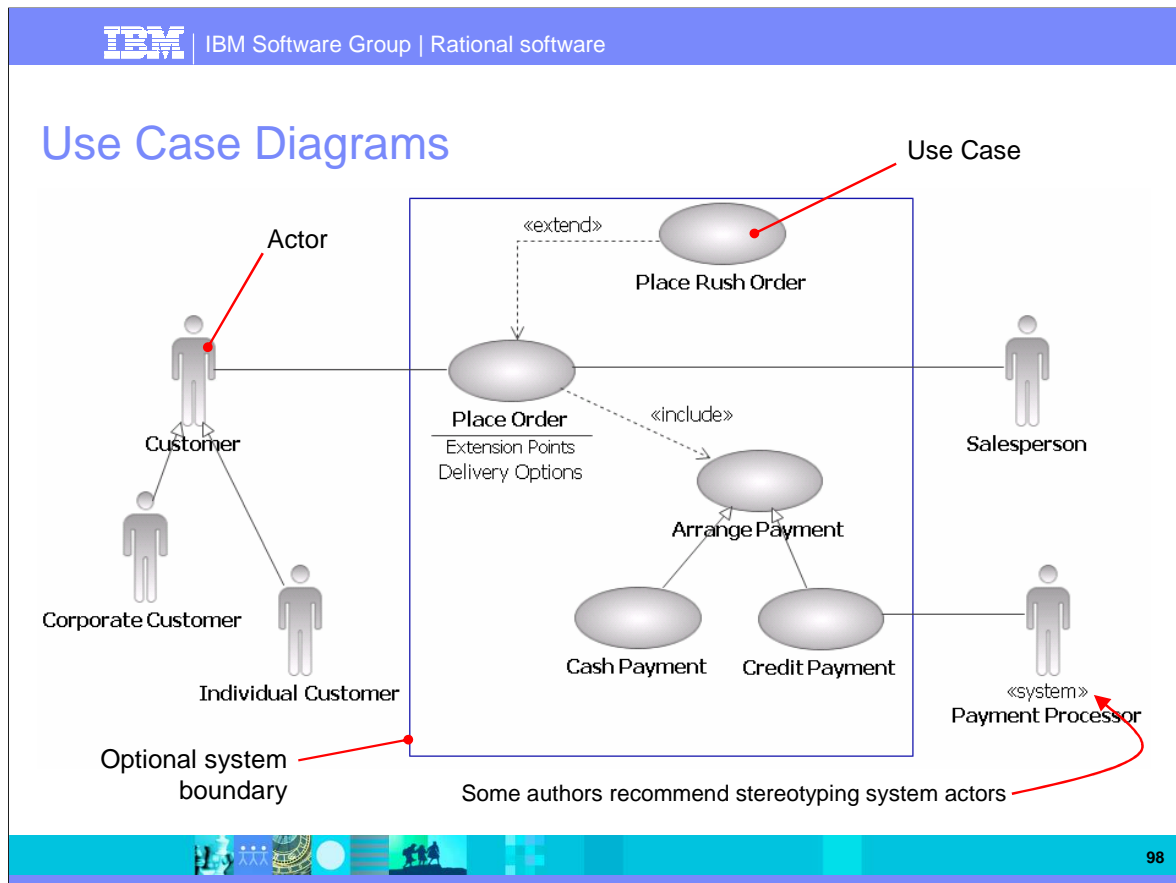 IBM | IBM Software Group | Rational software
Use Case Diagrams
Use Case
Actor
«extend»
Place Rush Order
Customer
Place Order
Extension Points
Delivery Options
«include»
Salesperson
Arrange Payment
Corporate Customer
Individual Customer
Cash Payment
Credit Payment
«system»
Payment Processor
Optional system
boundary
Some authors recommend stereotyping system actors
98